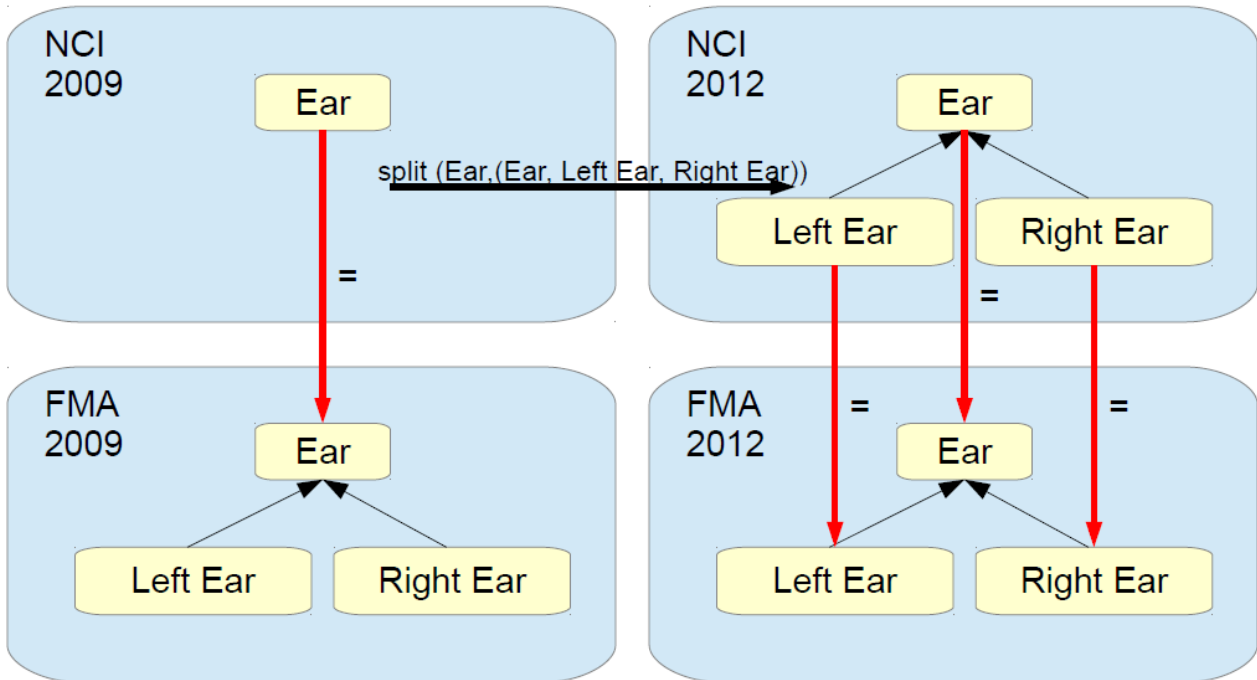 NCI
2009
Ear
=
split (Ear,(Ear, Left Ear, Right Ear))
NCI
2012
Ear
Left Ear
Right Ear
=
FMA
2009
Ear
Left Ear
Right Ear
FMA
2012
=
=
Ear
Left Ear
Right Ear